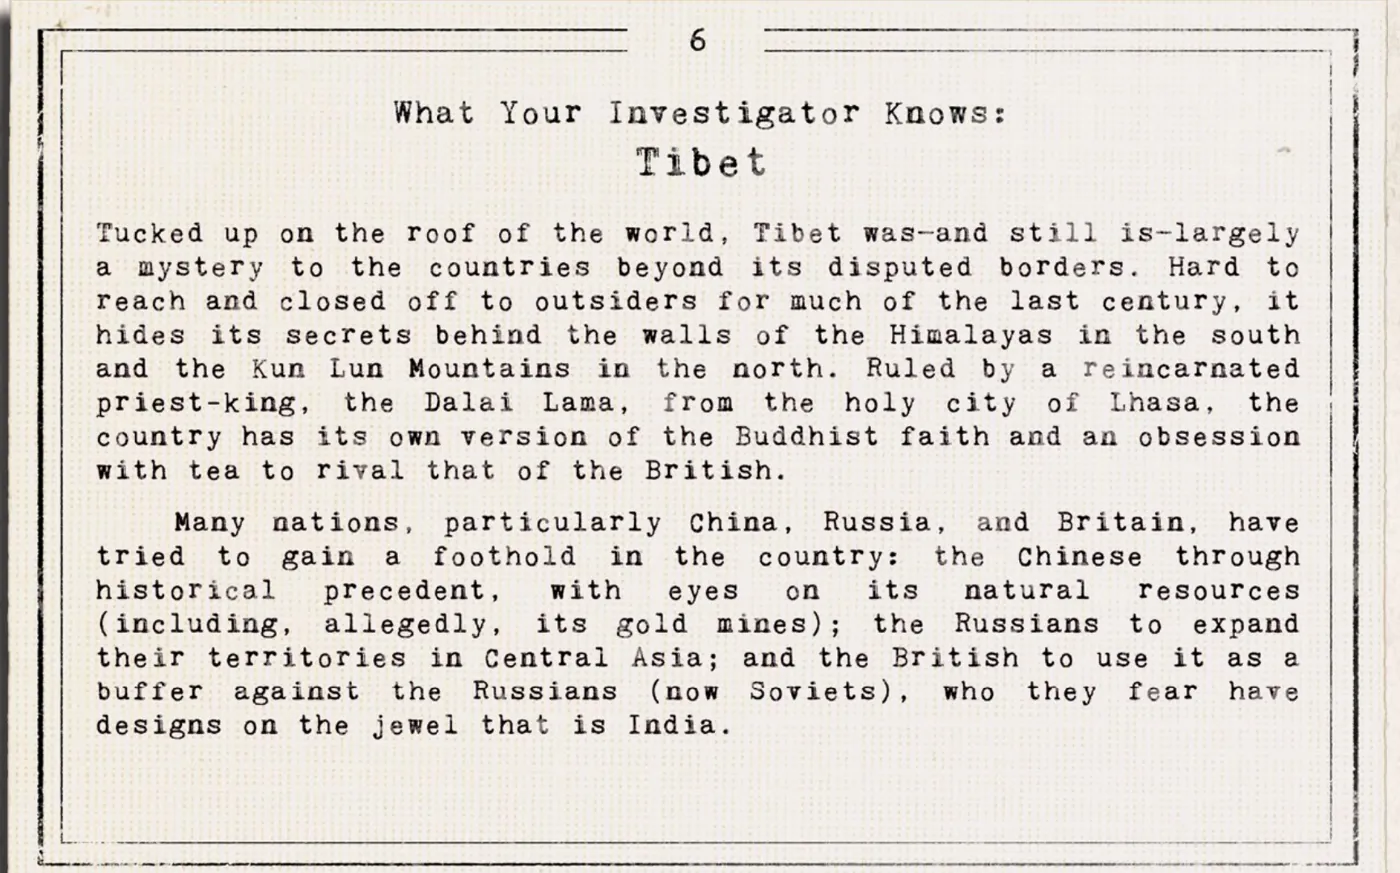 6
What Your Investigator Knows:
Tibet
Tucked up on the roof of the world, Tibet was—and still is—largely
a mystery to the countries beyond its disputed borders. Hard to
reach and closed off to outsiders for much of the last century, it
hides its secrets behind the walls of the Himalayas in the south
and the Kun Lun Mountains in the north. Ruled by a reincarnated
priest-king, the Dalai Lama, from the holy city of Lhasa, the
country has its own version of the Buddhist faith and an obsession
with tea to rival that of the British.
Many nations, particularly China, Russia, and Britain, have
tried to gain a foothold in the country: the Chinese through
historical precedent, with eyes on its natural resources
(including, allegedly, its gold mines); the Russians to expand
their territories in Central Asia; and the British to use it as a
buffer against the Russians (now Soviets), who they fear have
designs on the jewel that is India.